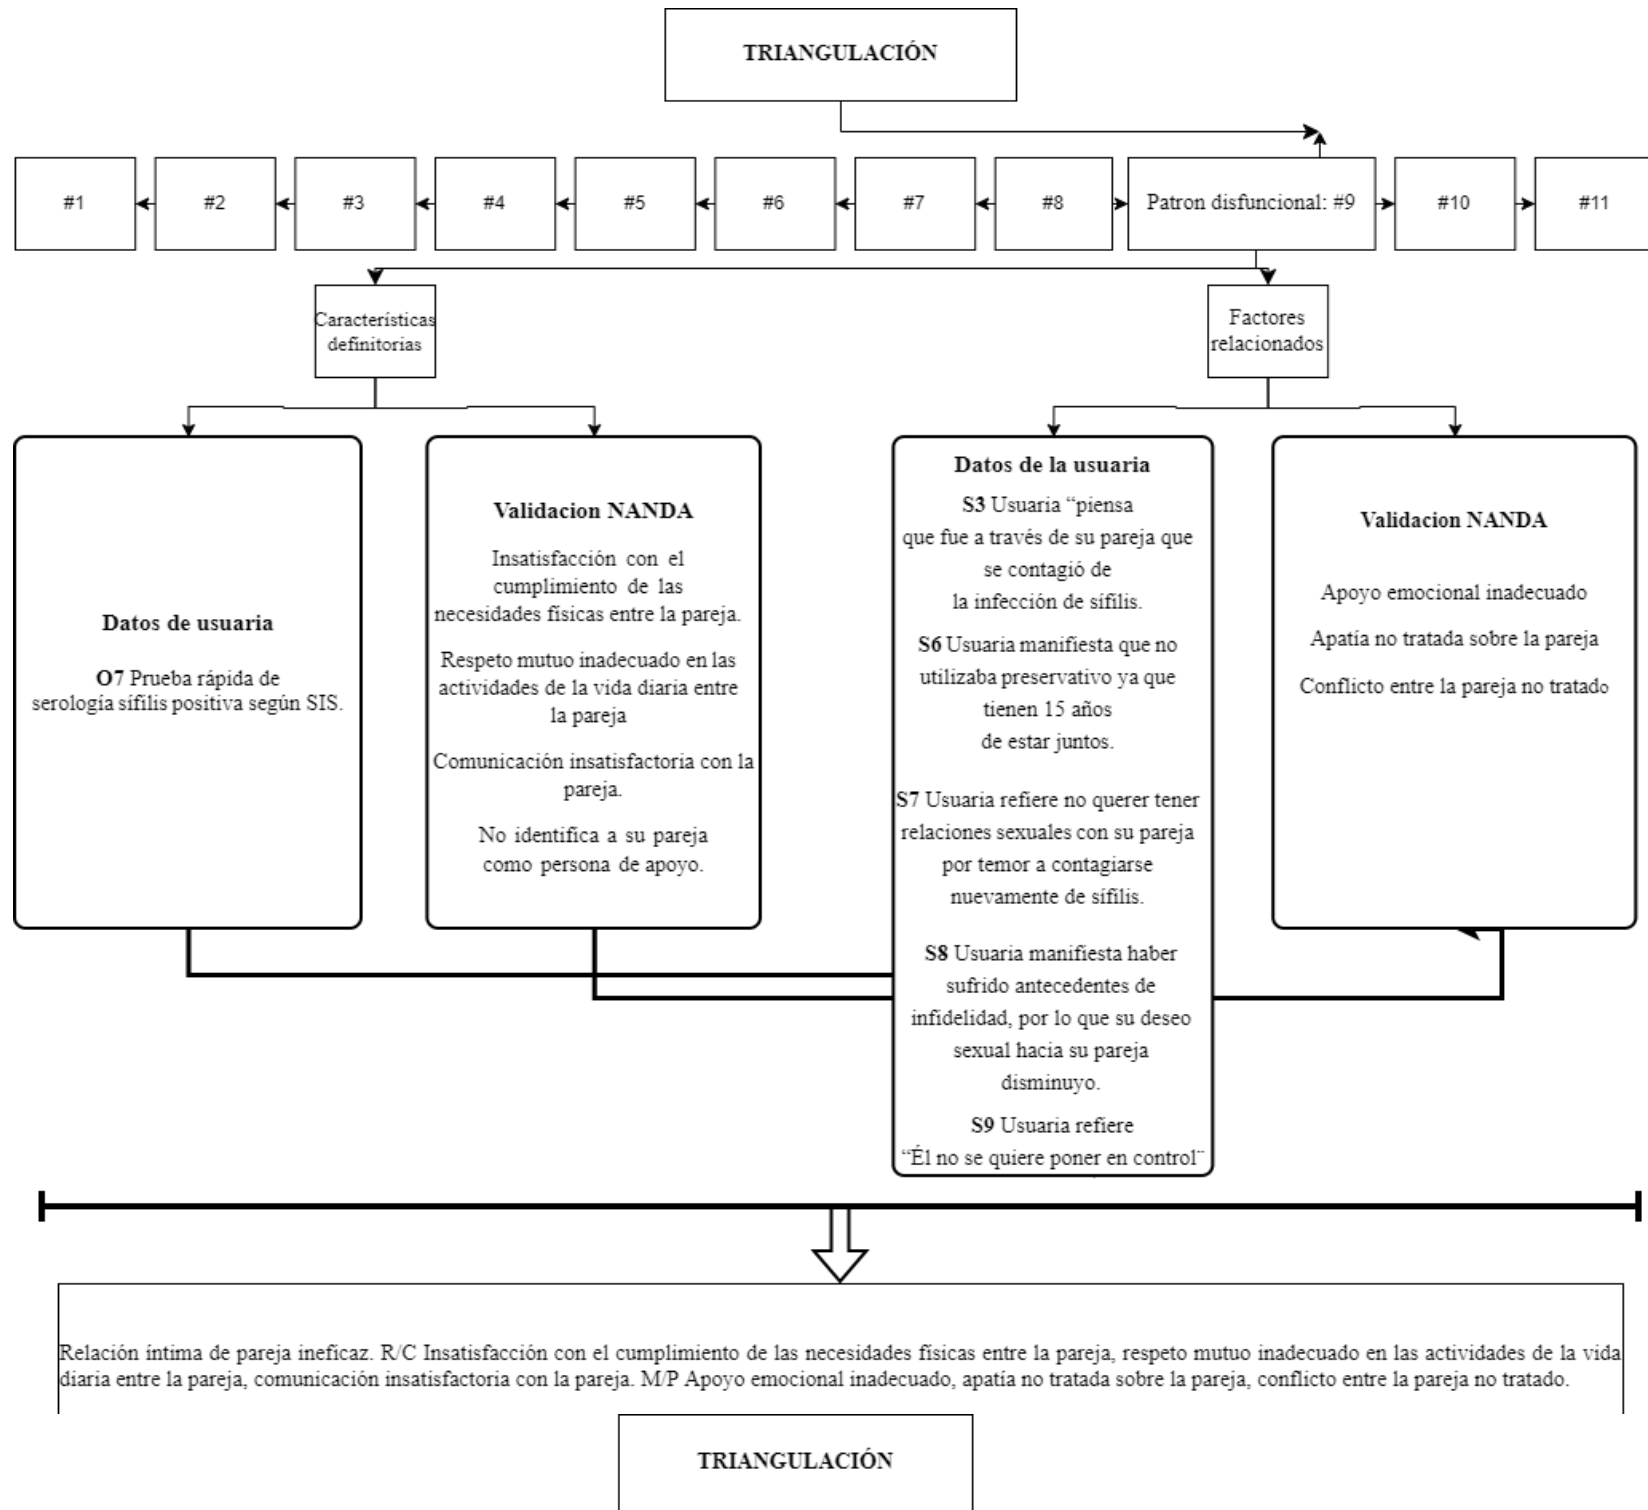 TRIANGULACIÓN
#1
#2
#3
#4
#5
#6
#7
#8
Patron disfuncional: #9
#10
#11
Características
definitorias
Factores
relacionados
Datos de usuaria
O7 Prueba rápida de
serología sífilis positiva según SIS.
Validacion NANDA
Insatisfacción con el
cumplimiento de las
necesidades físicas entre la pareja.
Respeto mutuo inadecuado en las
actividades de la vida diaria entre
la pareja
Comunicación insatisfactoria con la
pareja.
No identifica a su pareja
como persona de apoyo.
Datos de la usuaria
S3 Usuaria “piensa
que fue a través de su pareja que
se contagió de
la infección de sífilis.
S6 Usuaria manifiesta que no
utilizaba preservativo ya que
tienen 15 años
de estar juntos.
S7 Usuaria refiere no querer tener
relaciones sexuales con su pareja
por temor a contagiarse
nuevamente de sífilis.
S8 Usuaria manifiesta haber
sufrido antecedentes de
infidelidad, por lo que su deseo
sexual hacia su pareja
disminuyo.
S9 Usuaria refiere
“Él no se quiere poner en control”
Validacion NANDA
Apoyo emocional inadecuado
Apatía no tratada sobre la pareja
Conflicto entre la pareja no tratado
Relación íntima de pareja ineficaz. R/C Insatisfacción con el cumplimiento de las necesidades físicas entre la pareja, respeto mutuo inadecuado en las actividades de la vida
diaria entre la pareja, comunicación insatisfactoria con la pareja. M/P Apoyo emocional inadecuado, apatía no tratada sobre la pareja, conflicto entre la pareja no tratado.
TRIANGULACIÓN